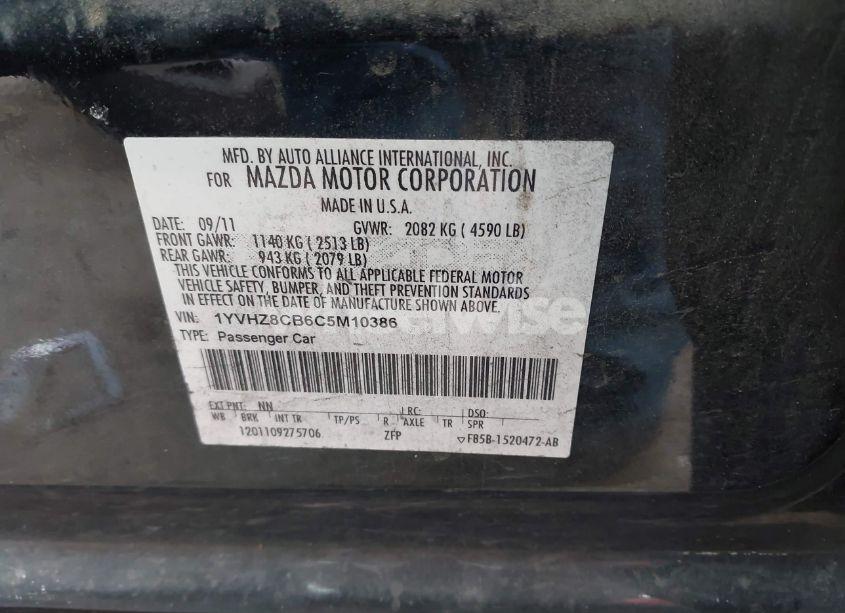 MFD. BY AUTO ALLIANCE INTERNATIONAL, INC.
FOR MAZDA MOTOR CORPORATION
MADE IN U.S.A.
DATE: 09/11 GVWR: 2082 KG ( 4590 LB)
FRONT GAWR: 1140 KG ( 2513 LB)
REAR GAWR: 943 KG ( 2079 LB)
THIS VEHICLE CONFORMS TO ALL APPLICABLE FEDERAL MOTOR
VEHICLE SAFETY, BUMPER, AND THEFT PREVENTION STANDARDS
IN EFFECT ON THE DATE OF MANUFACTURE SHOWN ABOVE.
VIN: 1YVHZ8CB6C5M10386
TYPE: Passenger Car
EXT PNT: NN RC: DSO:
WB BRK INT TR TP/PS R AXLE TR SPR
1201109275706 ZFP F85B-1520472-AB